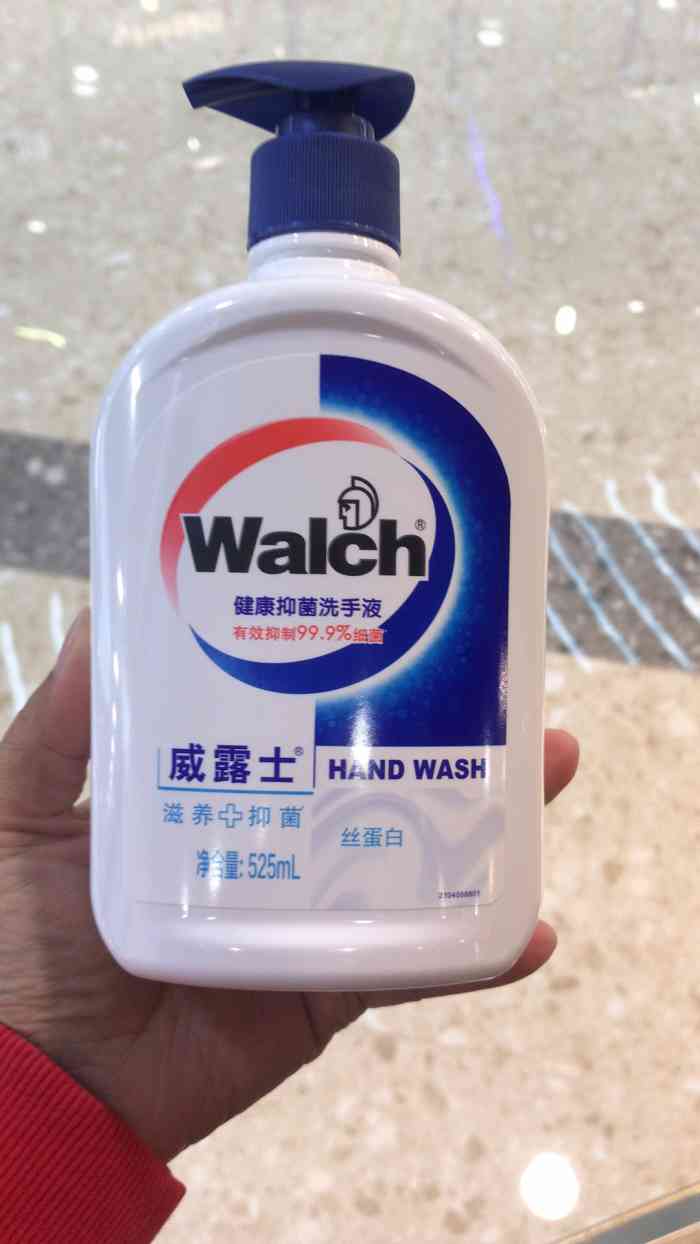 Walch®
健康抑菌洗手液
有效抑制99.9%细菌
威露士®
HAND WASH
滋养+抑菌
丝蛋白
净含量: 525mL